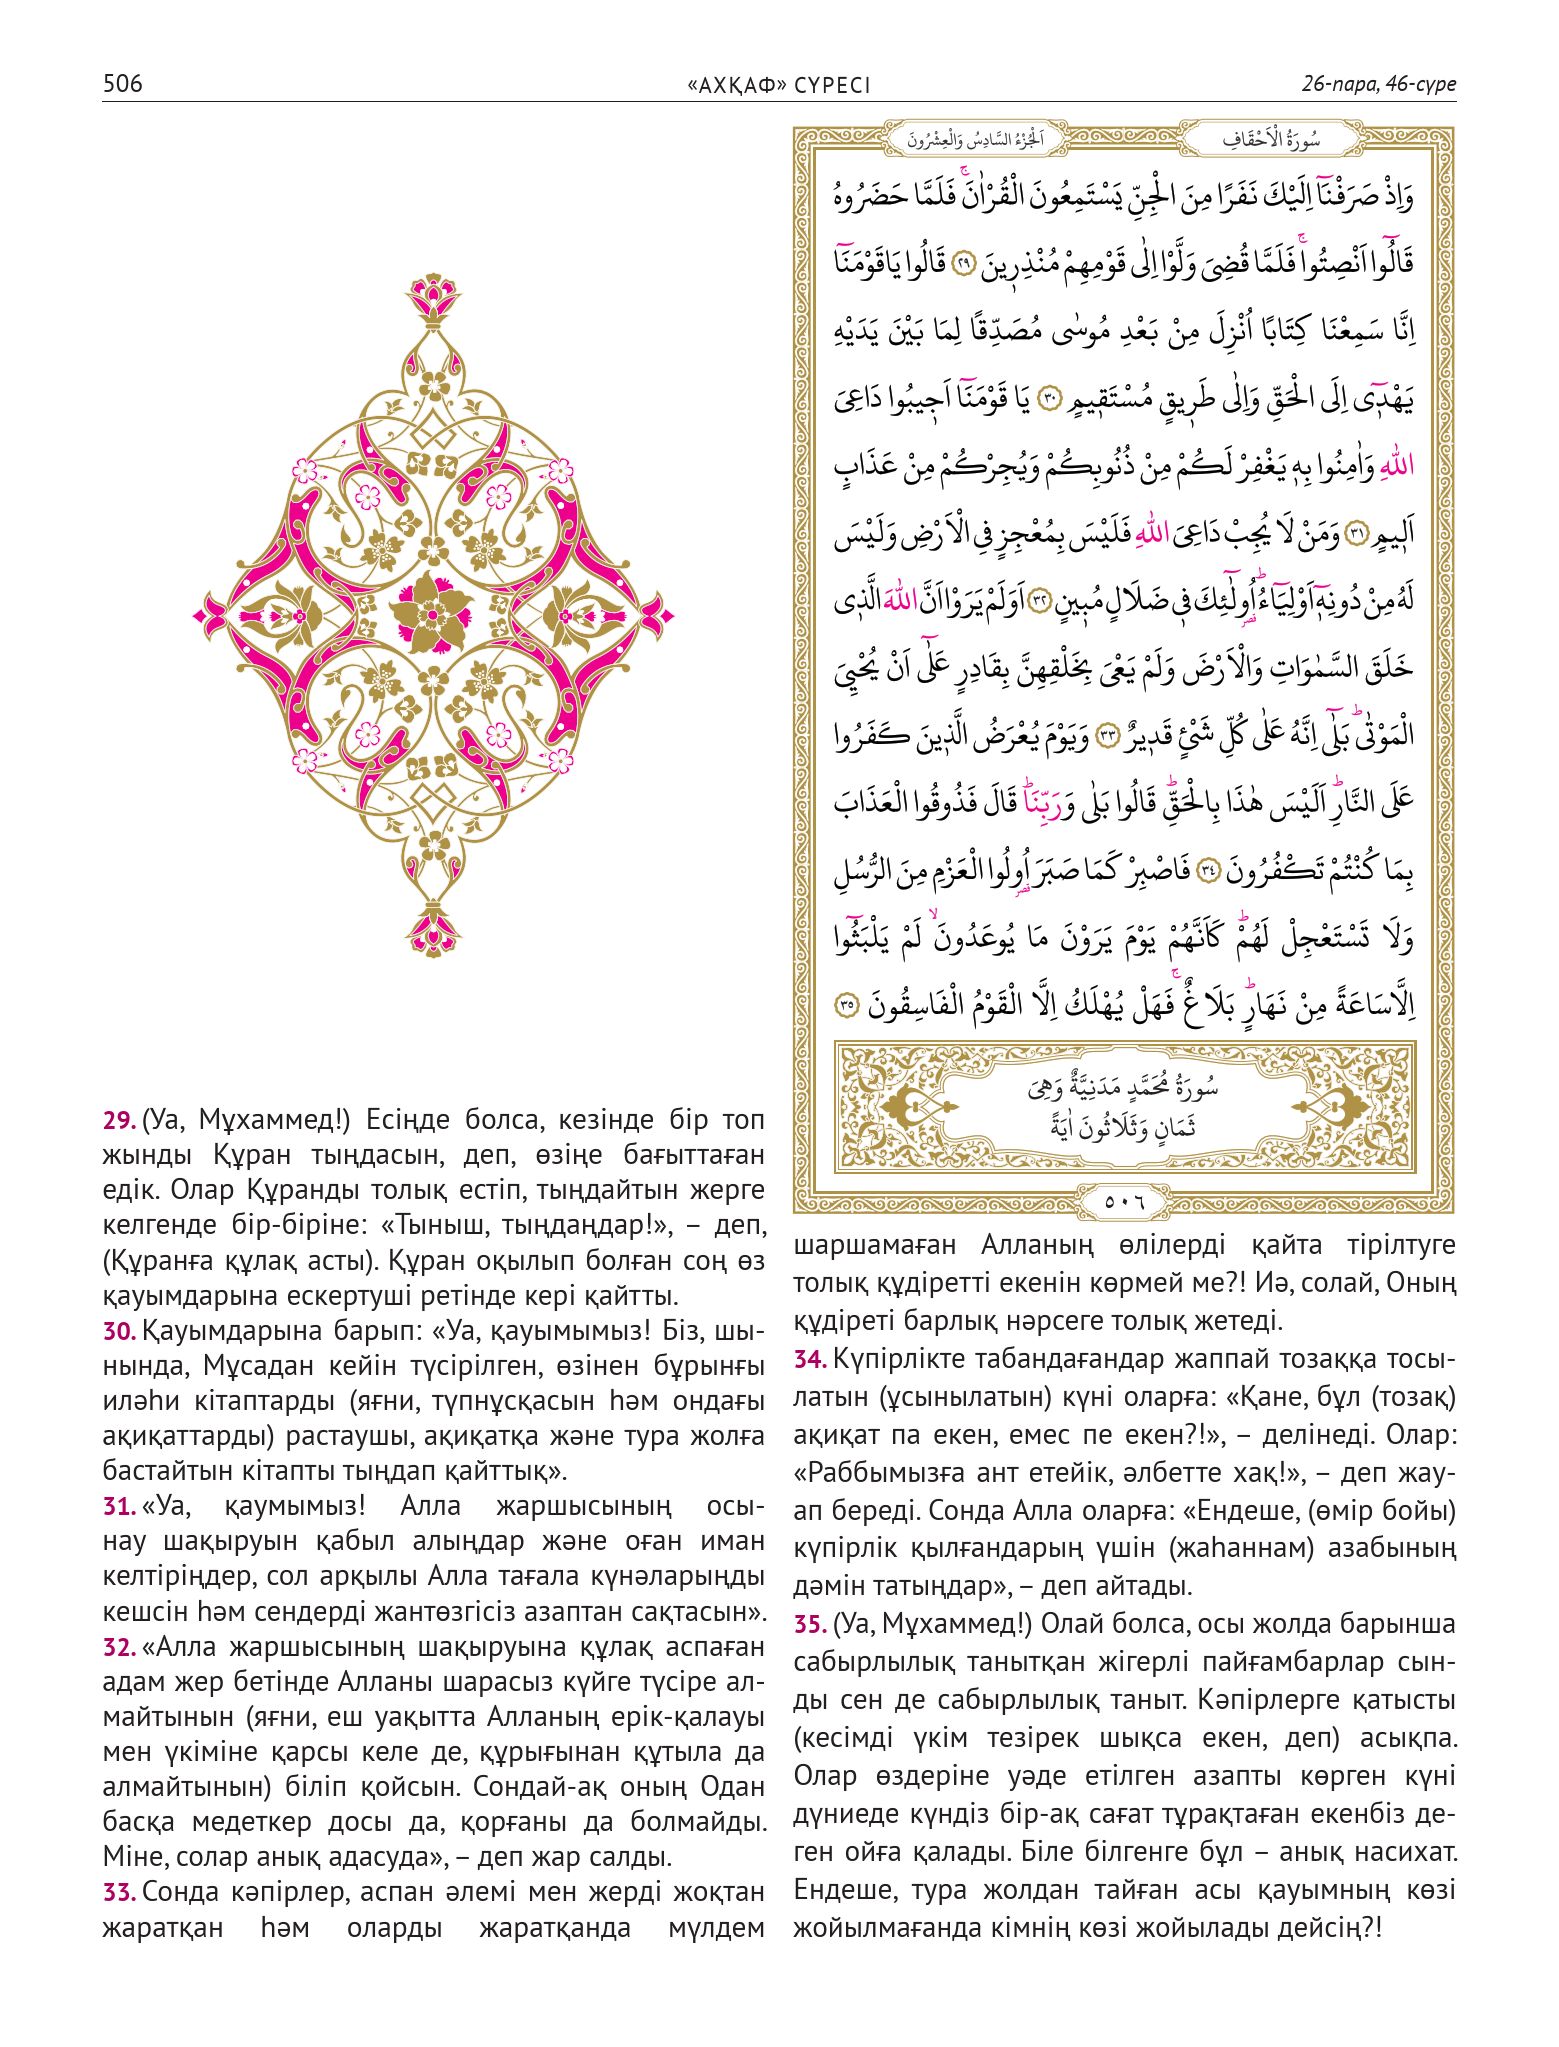 506
«АХҚАФ» СҮРЕСІ
26-пара, 46-сүре
اَلْجُزْءُ السَّادِسُ وَالْعِشْرُونَ
سُورَةُ الْاَحْقَافِ
وَاِذْ صَرَفْنَٓا اِلَيْكَ نَفَرًا مِنَ الْجِنِّ يَسْتَمِعُونَ الْقُرْاٰنَۚ فَلَمَّا حَضَرُوهُ
قَالُٓوا اَنْصِتُواۚ فَلَمَّا قُضِىَ وَلَّوْا اِلٰى قَوْمِهِمْ مُنْذِر۪ينَ ﴿٢٩﴾ قَالُوا يَاقَوْمَنَٓا
اِنَّا سَمِعْنَا كِتَابًا اُنْزِلَ مِنْ بَعْدِ مُوسٰى مُصَدِّقًا لِمَا بَيْنَ يَدَيْهِ
يَهْد۪ٓى اِلَى الْحَقِّ وَاِلٰى طَر۪يقٍ مُسْتَق۪يمٍ ﴿٣٠﴾ يَا قَوْمَنَٓا اَج۪يبُوا دَاعِىَ
اللّٰهِ وَاٰمِنُوا بِه۪ يَغْفِرْ لَكُمْ مِنْ ذُنُوبِكُمْ وَيُجِرْكُمْ مِنْ عَذَابٍ
اَل۪يمٍ ﴿٣١﴾ وَمَنْ لَا يُجِبْ دَاعِىَ اللّٰهِ فَلَيْسَ بِمُعْجِزٍ فِى الْاَرْضِ وَلَيْسَ
لَهُ مِنْ دُونِه۪ٓ اَوْلِيَٓاءُۜ اُو۬لٰٓئِكَ ف۪ى ضَلَالٍ مُب۪ينٍ ﴿٣٢﴾ اَوَلَمْ يَرَوْا اَنَّ اللّٰهَ الَّذ۪ى
خَلَقَ السَّمٰوَاتِ وَالْاَرْضَ وَلَمْ يَعْىَ بِخَلْقِهِنَّ بِقَادِرٍ عَلٰٓى اَنْ يُحْيِىَ
الْمَوْتٰىۜ بَلٰٓى اِنَّهُ عَلٰى كُلِّ شَىْءٍ قَد۪يرٌ ﴿٣٣﴾ وَيَوْمَ يُعْرَضُ الَّذ۪ينَ كَفَرُوا
عَلَى النَّارِۜ اَلَيْسَ هٰذَا بِالْحَقِّۜ قَالُوا بَلٰى وَرَبِّنَاۜ قَالَ فَذُوقُوا الْعَذَابَ
بِمَا كُنْتُمْ تَكْفُرُونَ ﴿٣٤﴾ فَاصْبِرْ كَمَا صَبَرَ اُو۬لُوا الْعَزْمِ مِنَ الرُّسُلِ
وَلَا تَسْتَعْجِلْ لَهُمْۜ كَاَنَّهُمْ يَوْمَ يَرَوْنَ مَا يُوعَدُونَۙ لَمْ يَلْبَثُٓوا
اِلَّا سَاعَةً مِنْ نَهَارٍۜ بَلَاغٌۚ فَهَلْ يُهْلَكُ اِلَّا الْقَوْمُ الْفَاسِقُونَ ﴿٣٥﴾
سُورَةُ مُحَمَّدٍ مَدَنِيَّةٌ وَهِىَ
ثَمَانٍ وَثَلَاثُونَ اٰيَةً
٥٠٦
29. (Уа, Мұхаммед!) Есіңде болса, кезінде бір топ
жынды Құран тыңдасын, деп, өзіңе бағыттаған
едік. Олар Құранды толық естіп, тыңдайтын жерге
келгенде бір-біріне: «Тыныш, тыңдаңдар!», – деп,
(Құранға құлақ асты). Құран оқылып болған соң өз
қауымдарына ескертуші ретінде кері қайтты.
30. Қауымдарына барып: «Уа, қауымымыз! Біз, шы-
нында, Мұсадан кейін түсірілген, өзінен бұрынғы
иләһи кітаптарды (яғни, түпнұсқасын һәм ондағы
ақиқаттарды) растаушы, ақиқатқа және тура жолға
бастайтын кітапты тыңдап қайттық».
31. «Уа, қаумымыз! Алла жаршысының осы-
нау шақыруын қабыл алыңдар және оған иман
келтіріңдер, сол арқылы Алла тағала күнәларыңды
кешсін һәм сендерді жантөзгісіз азаптан сақтасын».
32. «Алла жаршысының шақыруына құлақ аспаған
адам жер бетінде Алланы шарасыз күйге түсіре ал-
майтынын (яғни, еш уақытта Алланың ерік-қалауы
мен үкіміне қарсы келе де, құрығынан құтыла да
алмайтынын) біліп қойсын. Сондай-ақ оның Одан
басқа медеткер досы да, қорғаны да болмайды.
Міне, солар анық адасуда», – деп жар салды.
33. Сонда кәпірлер, аспан әлемі мен жерді жоқтан
жаратқан һәм оларды жаратқанда мүлдем
шаршамаған Алланың өлілерді қайта тірілтуге
толық құдіретті екенін көрмей ме?! Иә, солай, Оның
құдіреті барлық нәрсеге толық жетеді.
34. Күпірлікте табандағандар жаппай тозаққа тосы-
латын (ұсынылатын) күні оларға: «Қане, бұл (тозақ)
ақиқат па екен, емес пе екен?!», – делінеді. Олар:
«Раббымызға ант етейік, әлбетте хақ!», – деп жау-
ап береді. Сонда Алла оларға: «Ендеше, (өмір бойы)
күпірлік қылғандарың үшін (жаһаннам) азабының
дәмін татыңдар», – деп айтады.
35. (Уа, Мұхаммед!) Олай болса, осы жолда барынша
сабырлылық танытқан жігерлі пайғамбарлар сын-
ды сен де сабырлылық таныт. Кәпірлерге қатысты
(кесімді үкім тезірек шықса екен, деп) асықпа.
Олар өздеріне уәде етілген азапты көрген күні
дүниеде күндіз бір-ақ сағат тұрақтаған екенбіз де-
ген ойға қалады. Біле білгенге бұл – анық насихат.
Ендеше, тура жолдан тайған асы қауымның көзі
жойылмағанда кімнің көзі жойылады дейсің?!